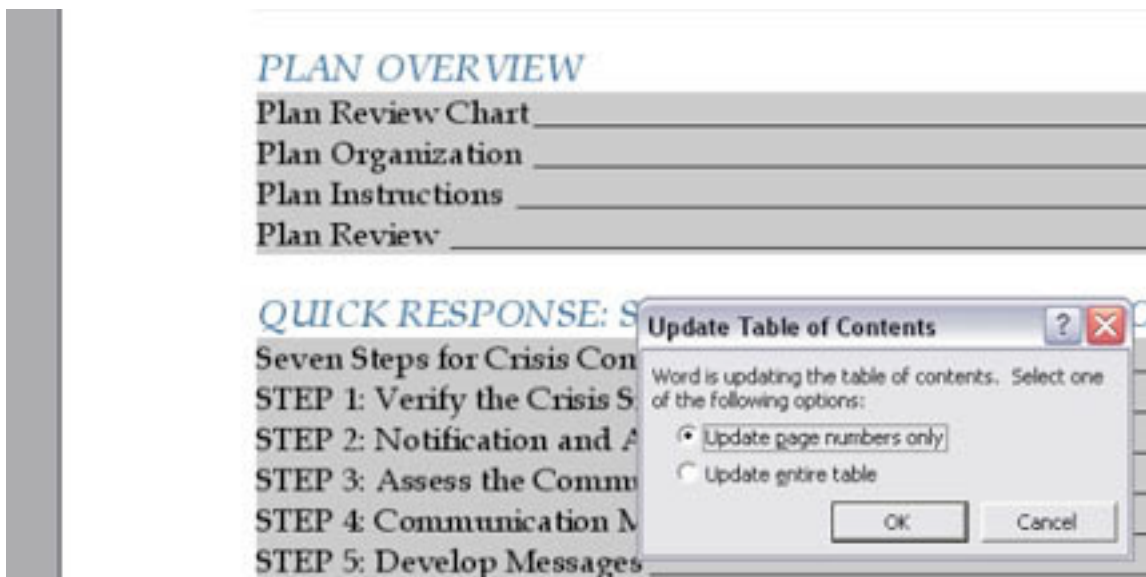 PLAN OVERVIEW
Plan Review Chart
Plan Organization
Plan Instructions
Plan Review
QUICK RESPONSE: S
Update Table of Contents
Seven Steps for Crisis Con
Word is updating the table of contents. Select one
of the following options:
STEP 1: Verify the Crisis S
STEP 2: Notification and A
Update page numbers only
STEP 3: Assess the Commu
Update entire table
STEP 4: Communication M
OK
Cancel
STEP 5: Develop Messages